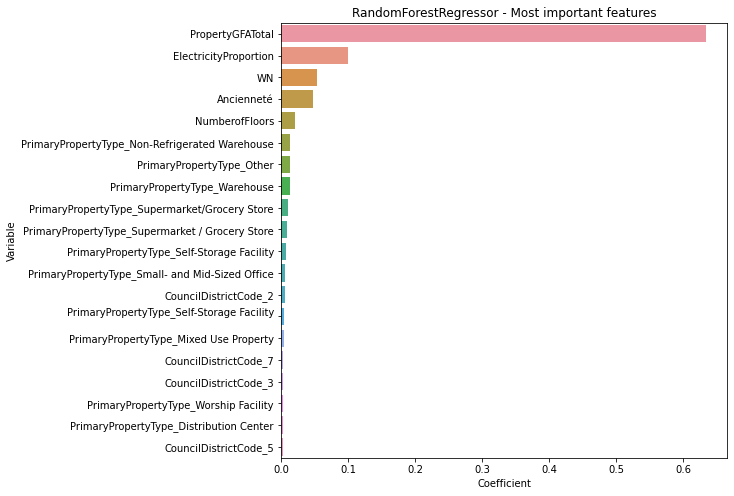 RandomForestRegressor - Most important features
PropertyGFATotal
ElectricityProportion
WN
Ancienneté
NumberofFloors
PrimaryPropertyType_Non-Refrigerated Warehouse
PrimaryPropertyType_Other
PrimaryPropertyType_Warehouse
PrimaryPropertyType_Supermarket/Grocery Store
PrimaryPropertyType_Supermarket / Grocery Store
PrimaryPropertyType_Self-Storage Facility
PrimaryPropertyType_Small- and Mid-Sized Office
CouncilDistrictCode_2
PrimaryPropertyType_Self-Storage Facility
PrimaryPropertyType_Mixed Use Property
CouncilDistrictCode_7
CouncilDistrictCode_3
PrimaryPropertyType_Worship Facility
PrimaryPropertyType_Distribution Center
CouncilDistrictCode_5
Variable
0.0 0.1 0.2 0.3 0.4 0.5 0.6
Coefficient